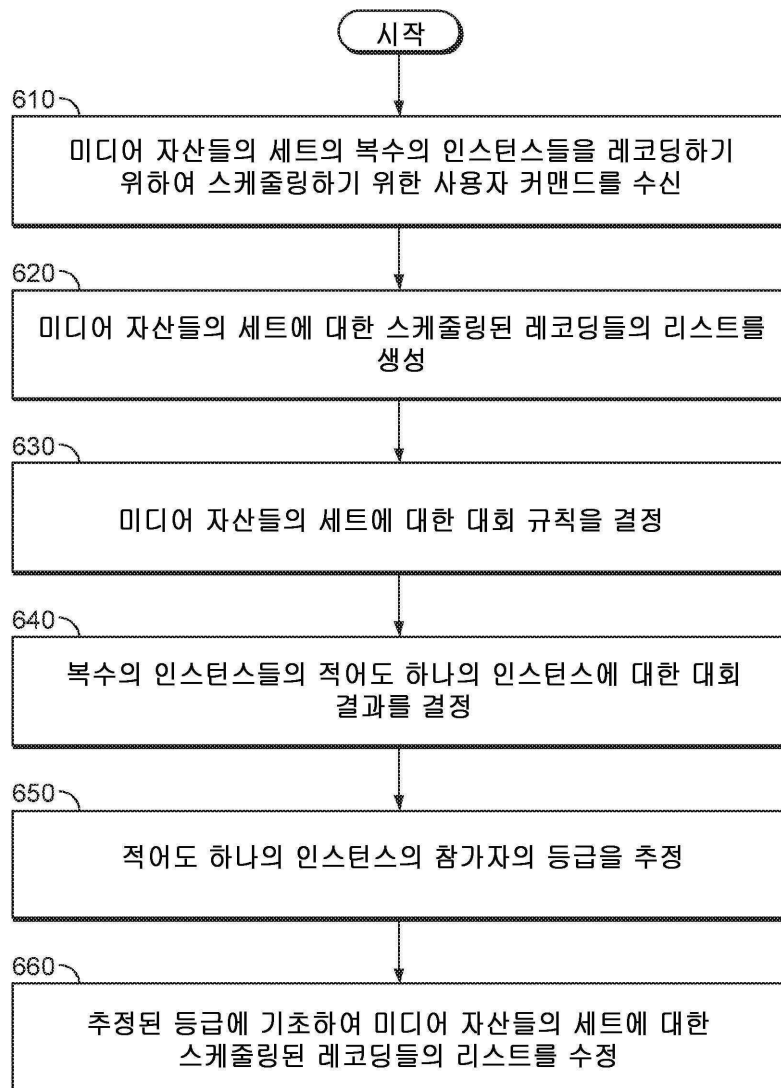 시작
610
미디어 자산들의 세트의 복수의 인스턴스들을 레코딩하기
위하여 스케줄링하기 위한 사용자 커맨드를 수신
620
미디어 자산들의 세트에 대한 스케줄링된 레코딩들의 리스트를
생성
630
미디어 자산들의 세트에 대한 대회 규칙을 결정
640
복수의 인스턴스들의 적어도 하나의 인스턴스에 대한 대회
결과를 결정
650
적어도 하나의 인스턴스의 참가자의 등급을 추정
660
추정된 등급에 기초하여 미디어 자산들의 세트에 대한
스케줄링된 레코딩들의 리스트를 수정